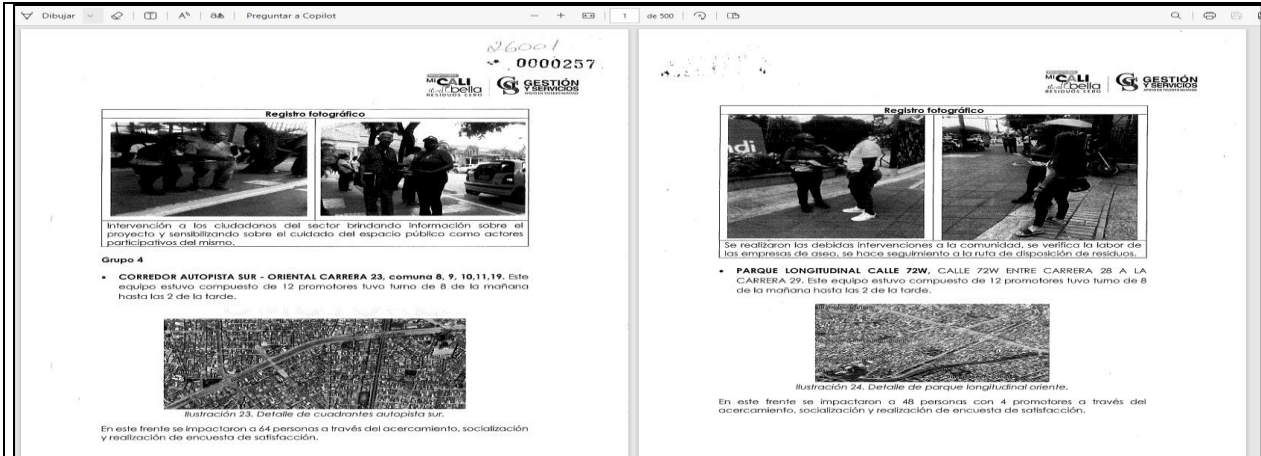 Dibujar
Preguntar a Copilot
1 de 500
26001
0000257
MI CALI
bella
RESIDUOS CERO
GESTIÓN
Y SERVICIOS
Registro fotográfico
Intervención a los ciudadanos del sector brindando información sobre el
proyecto y sensibilizando sobre el cuidado del espacio público como actores
participativos del mismo.
Grupo 4
• CORREDOR AUTOPISTA SUR - ORIENTAL CARRERA 23, comuna 8, 9, 10,11,19. Este
equipo estuvo compuesto de 12 promotores tuvo turno de 8 de la mañana
hasta las 2 de la tarde.
Ilustración 23. Detalle de cuadrantes autopista sur.
En este frente se impactaron a 64 personas a través del acercamiento, socialización
y realización de encuesta de satisfacción.
MI CALI
bella
RESIDUOS CERO
GESTIÓN
Y SERVICIOS
Registro fotográfico
ndi
Se realizaron las debidas intervenciones a la comunidad, se verifica la labor de
las empresas de aseo, se hace seguimiento a la ruta de disposición de residuos.
• PARQUE LONGITUDINAL CALLE 72W, CALLE 72W ENTRE CARRERA 28 A LA
CARRERA 29. Este equipo estuvo compuesto de 12 promotores tuvo turno de 8
de la mañana hasta las 2 de la tarde.
Ilustración 24. Detalle de parque longitudinal oriente.
En este frente se impactaron a 48 personas con 4 promotores a través del
acercamiento, socialización y realización de encuesta de satisfacción.